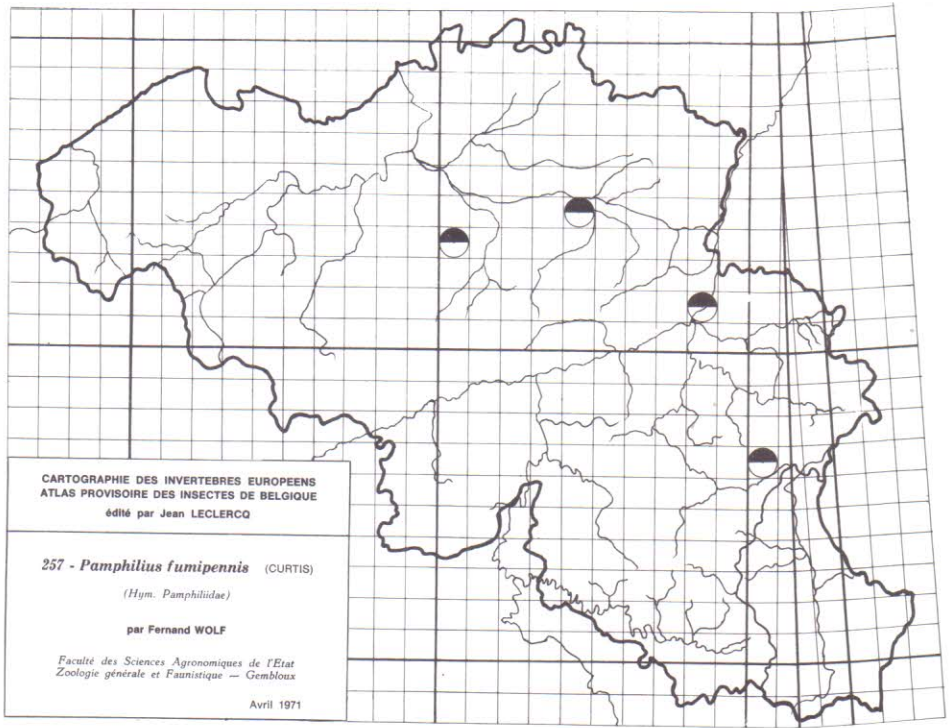 CARTOGRAPHIE DES INVERTEBRES EUROPEENS
ATLAS PROVISOIRE DES INSECTES DE BELGIQUE
édité par Jean LECLERCQ
257 - Pamphilius fumipennis (CURTIS)
(Hym. Pamphiliidae)
par Fernand WOLF
Faculté des Sciences Agronomiques de l'Etat
Zoologie générale et Faunistique — Gembloux
Avril 1971